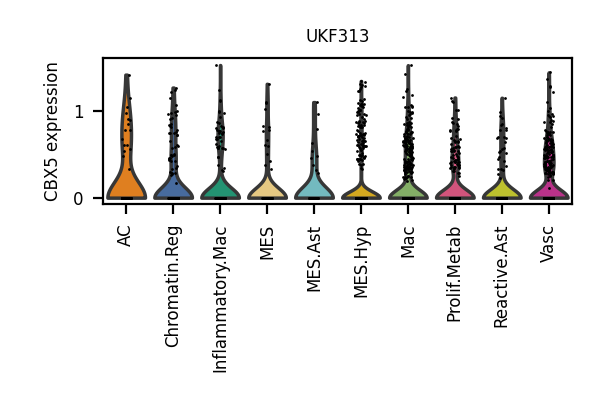 UKF313
CBX5 expression
1
0
AC
Chromatin.Reg
Inflammatory.Mac
MES
MES.Ast
MES.Hyp
Mac
Prolif.Metab
Reactive.Ast
Vasc